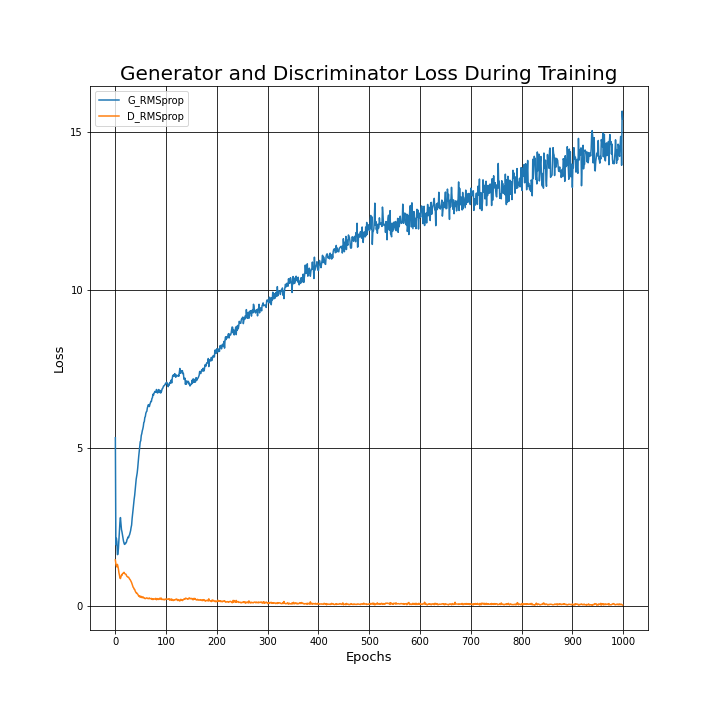 Generator and Discriminator Loss During Training
G_RMSprop
D_RMSprop
15
10
5
0
Loss
0 100 200 300 400 500 600 700 800 900 1000
Epochs